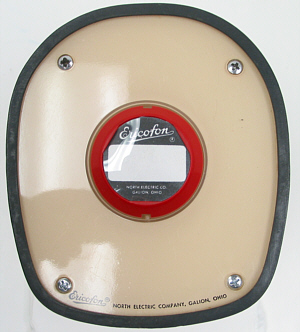 Ericofon®
NORTH ELECTRIC CO.
GALION, OHIO
Ericofon® NORTH ELECTRIC COMPANY, GALION, OHIO